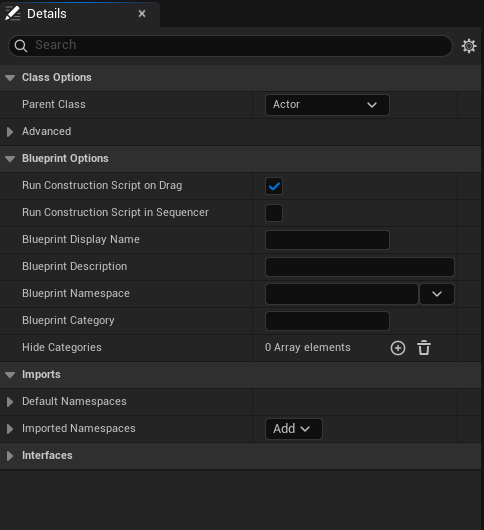 Details
Search
Class Options
Parent Class Actor
Advanced
Blueprint Options
Run Construction Script on Drag
Run Construction Script in Sequencer
Blueprint Display Name
Blueprint Description
Blueprint Namespace
Blueprint Category
Hide Categories 0 Array elements
Imports
Default Namespaces
Imported Namespaces Add
Interfaces